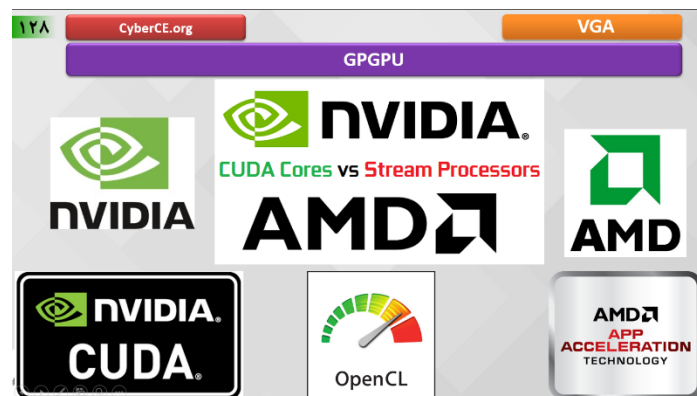 ۱۲۸
CyberCE.org
VGA
GPGPU
NVIDIA
NVIDIA.
CUDA Cores vs Stream Processors
AMD
AMD
NVIDIA.
CUDA.
OpenCL
AMD
APP
ACCELERATION
TECHNOLOGY